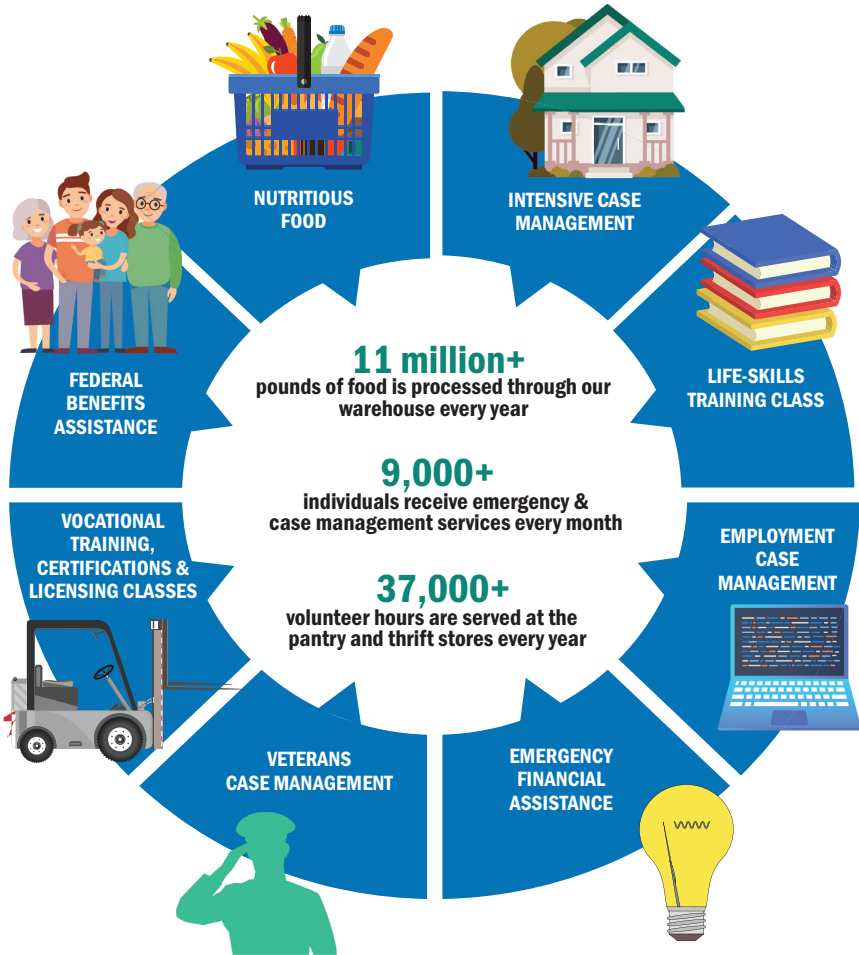 NUTRITIOUS
FOOD
INTENSIVE CASE
MANAGEMENT
LIFE-SKILLS
TRAINING CLASS
EMPLOYMENT
CASE
MANAGEMENT
EMERGENCY
FINANCIAL
ASSISTANCE
VETERANS
CASE MANAGEMENT
VOCATIONAL
TRAINING,
CERTIFICATIONS &
LICENSING CLASSES
FEDERAL
BENEFITS
ASSISTANCE
11 million+
pounds of food is processed through our
warehouse every year
9,000+
individuals receive emergency &
case management services every month
37,000+
volunteer hours are served at the
pantry and thrift stores every year